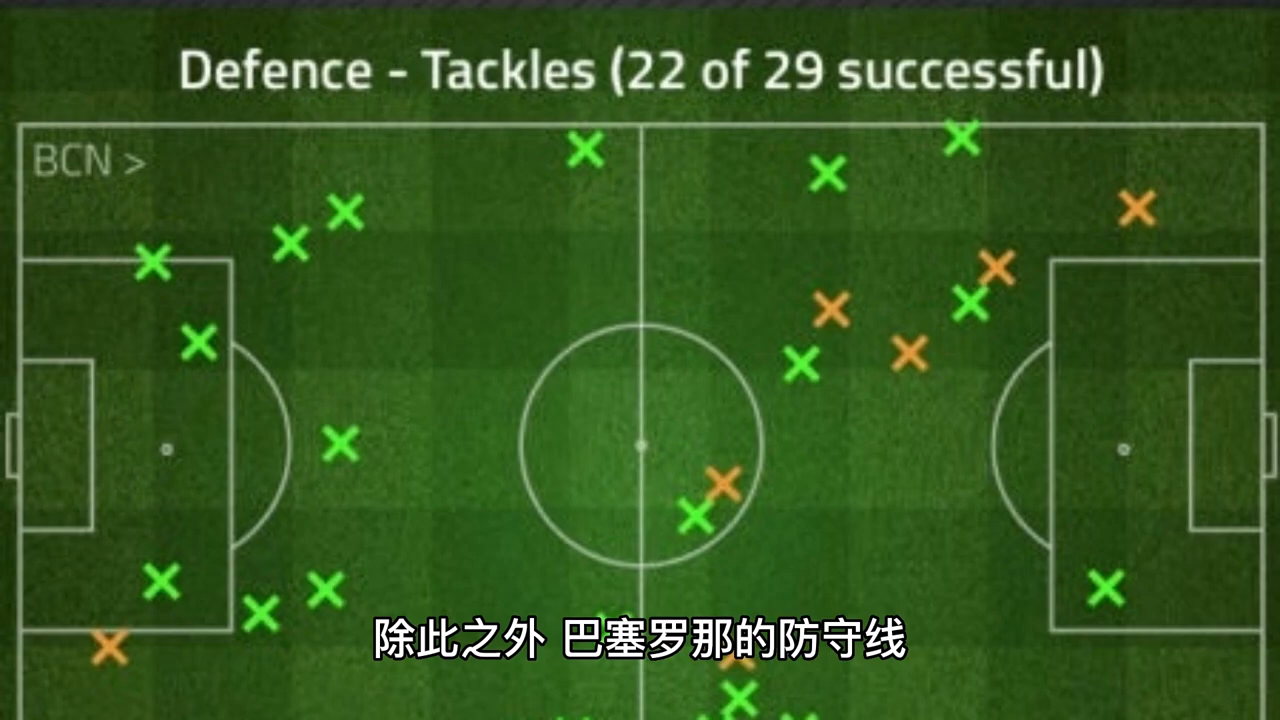 Defence - Tackles (22 of 29 successful)
BCN >
除此之外 巴塞罗那的防守线